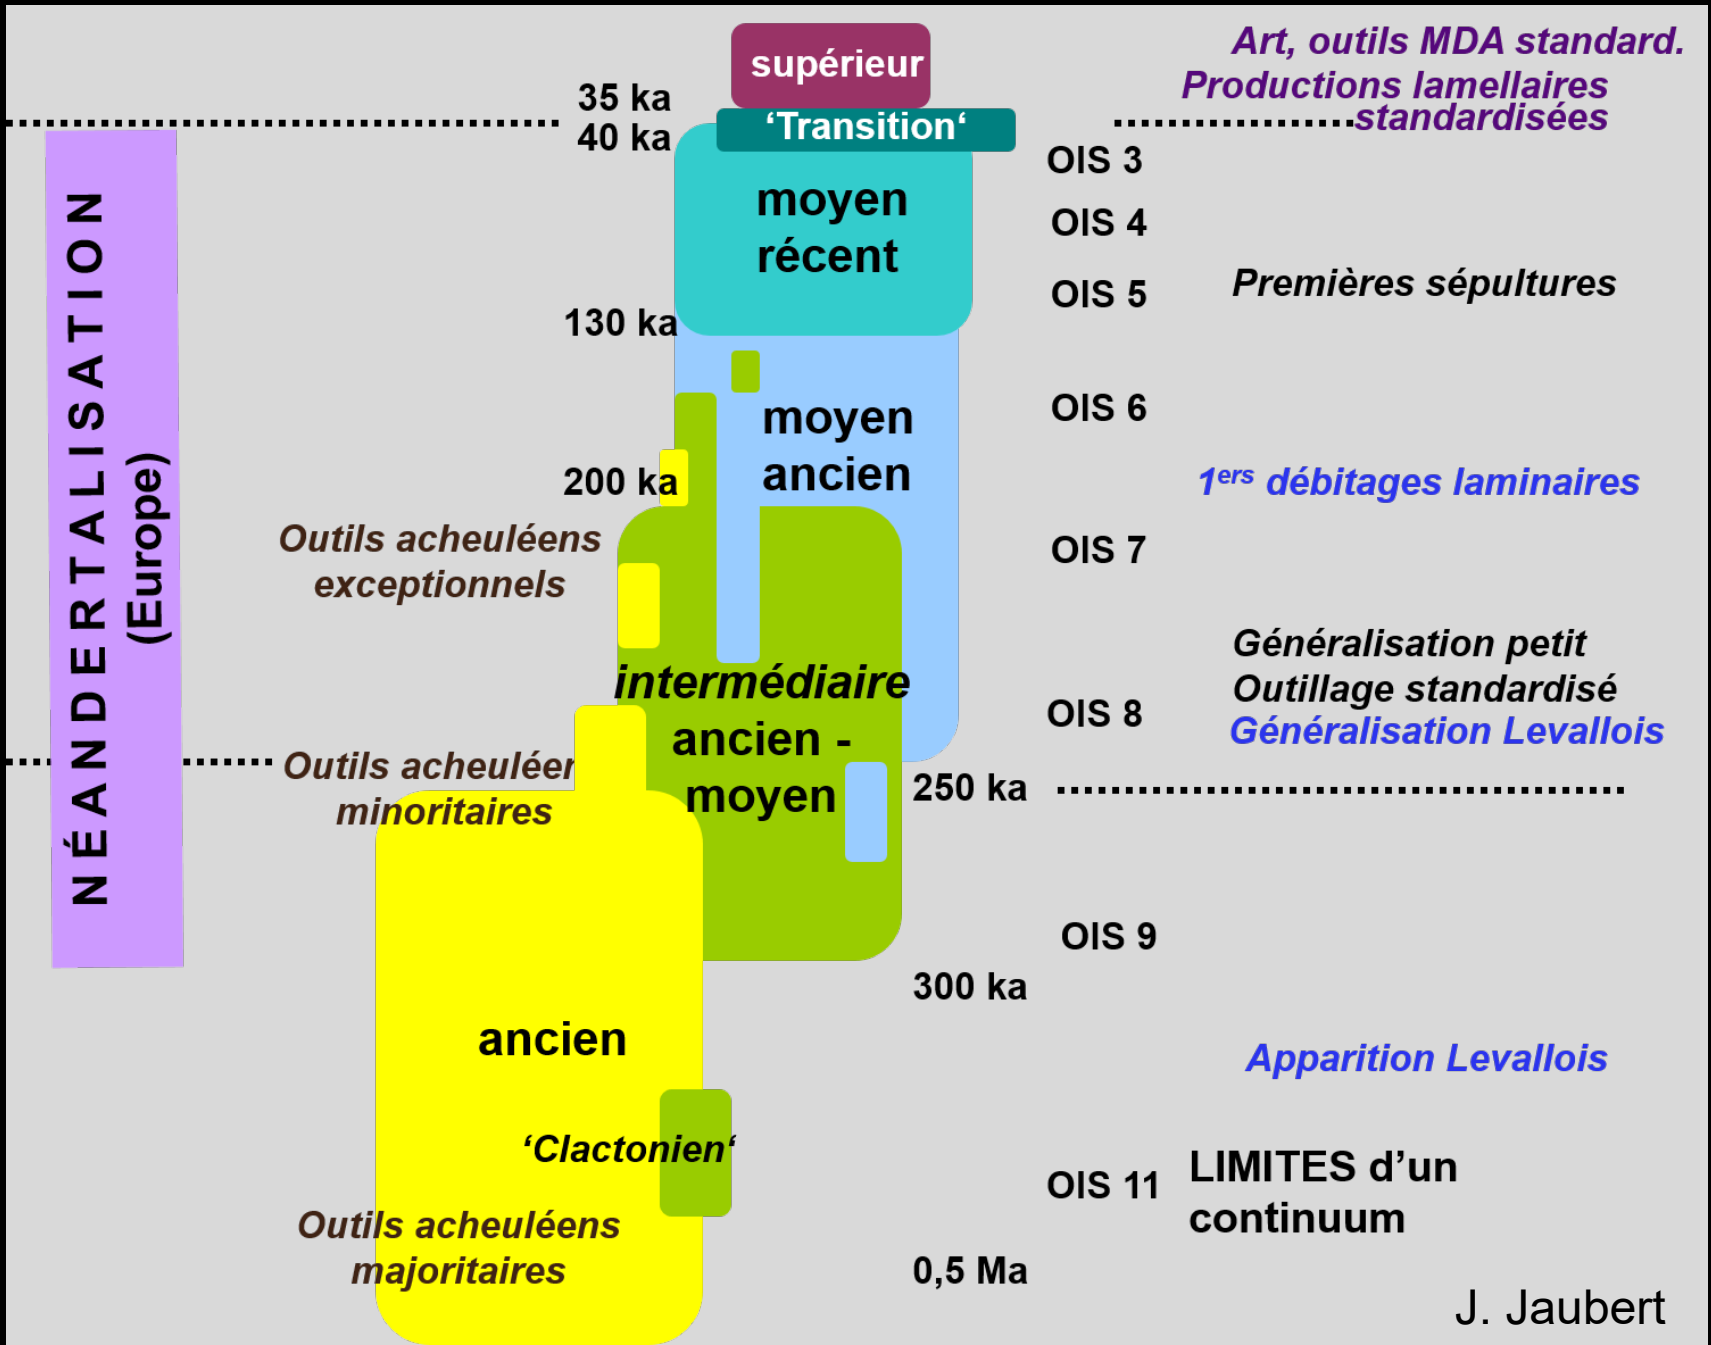 Art, outils MDA standard.
supérieur
Productions lamellaires
standardisées
35 ka
‘Transition‘
40 ka
OIS 3
moyen
récent
OIS 4
OIS 5
Premières sépultures
130 ka
OIS 6
moyen
ancien
200 ka
1ers débitages laminaires
Outils acheuléens
exceptionnels
OIS 7
NÉANDERTALISATION
(Europe)
Généralisation petit
Outillage standardisé
intermédiaire
ancien -
moyen
OIS 8
Généralisation Levallois
Outils acheuléen
minoritaires
250 ka
OIS 9
300 ka
ancien
Apparition Levallois
‘Clactonien‘
OIS 11
LIMITES d’un
continuum
Outils acheuléens
majoritaires
0,5 Ma
J. Jaubert